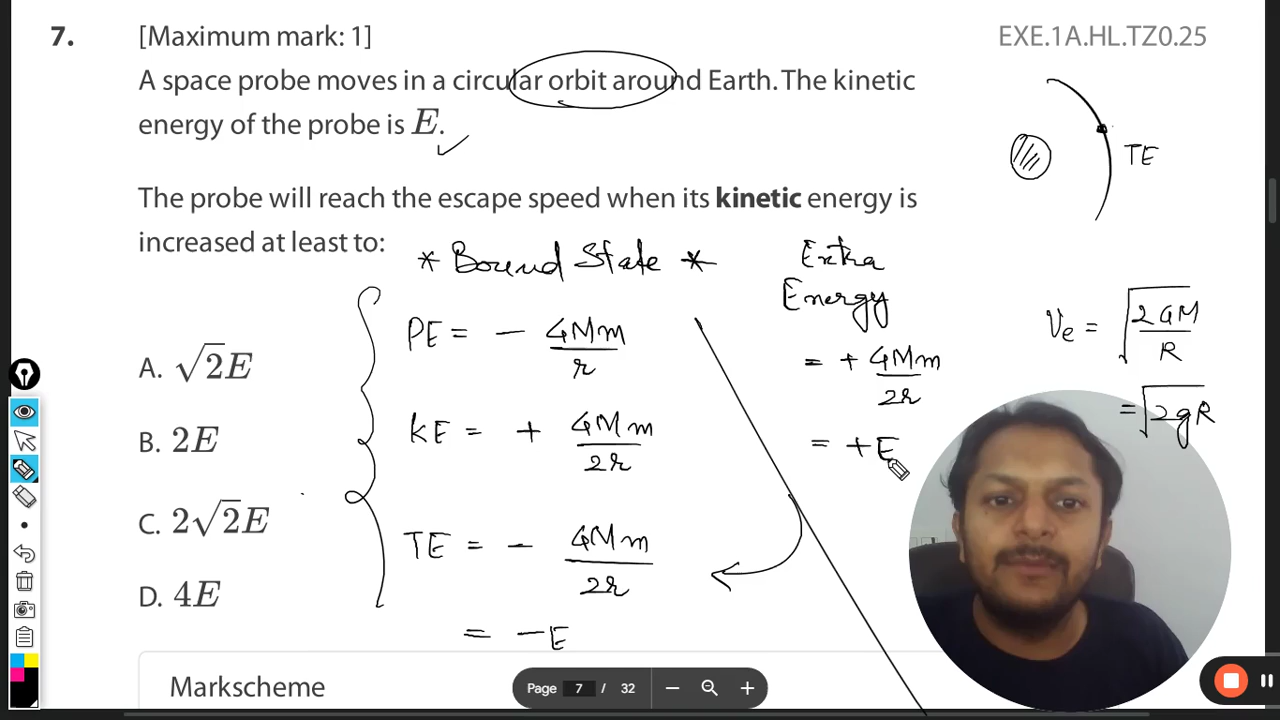 7. [Maximum mark: 1] EXE.1A.HL.TZ0.25
A space probe moves in a circular orbit around Earth. The kinetic
energy of the probe is E.
TE
The probe will reach the escape speed when its kinetic energy is
increased at least to:
* Bound State *
PE = - GMm / r
KE = + GMm / 2r
TE = - GMm / 2r
= -E
Extra
Energy
= + GMm / 2r
= +E
Ve = √(2GM / R)
= √2gR
A. √2E
B. 2E
C. 2√2E
D. 4E
Markscheme
Page 7 / 32